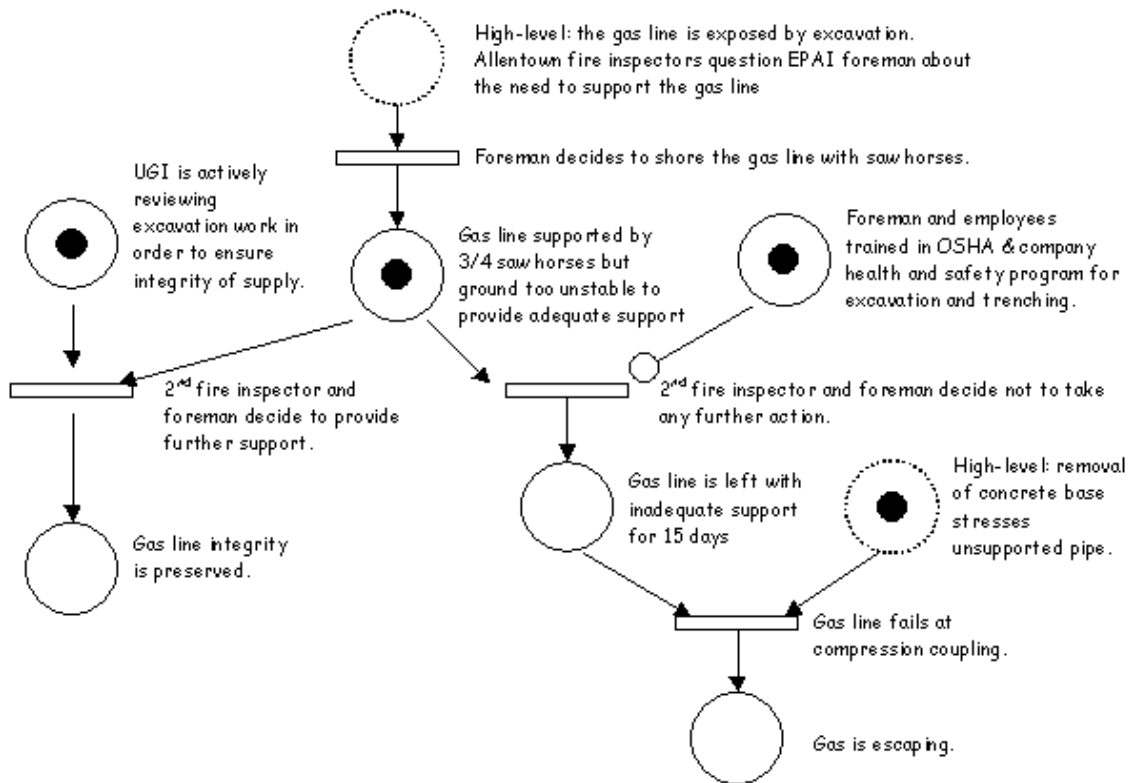 High-level: the gas line is exposed by excavation.
Allentown fire inspectors question EPAI foreman about
the need to support the gas line
Foreman decides to shore the gas line with saw horses.
UGI is actively
reviewing
excavation work in
order to ensure
integrity of supply.
Gas line supported by
3/4 saw horses but
ground too unstable to
provide adequate support
Foreman and employees
trained in OSHA & company
health and safety program for
excavation and trenching.
2nd fire inspector and
foreman decide to provide
further support.
2nd fire inspector and foreman decide not to take
any further action.
Gas line is left with
inadequate support
for 15 days
High-level: removal
of concrete base
stresses
unsupported pipe.
Gas line integrity
is preserved.
Gas line fails at
compression coupling.
Gas is escaping.